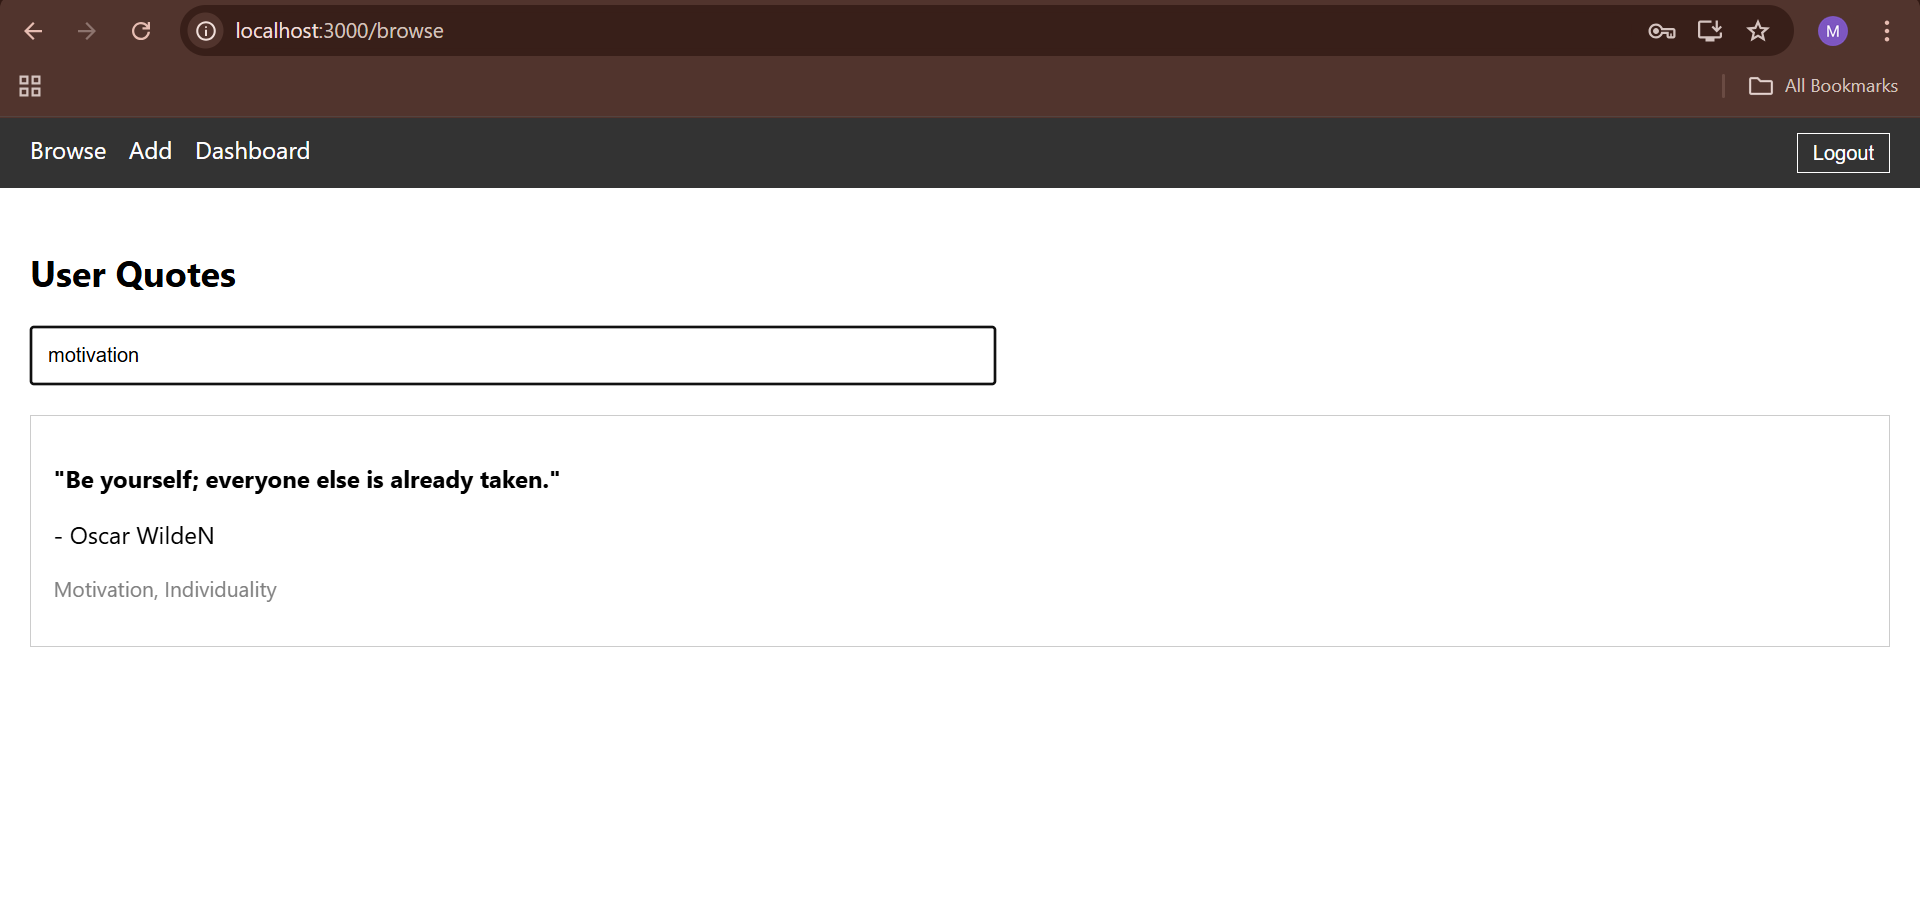 localhost:3000/browse
M
All Bookmarks
Browse Add Dashboard Logout
User Quotes
motivation
"Be yourself; everyone else is already taken."
- Oscar WildeN
Motivation, Individuality